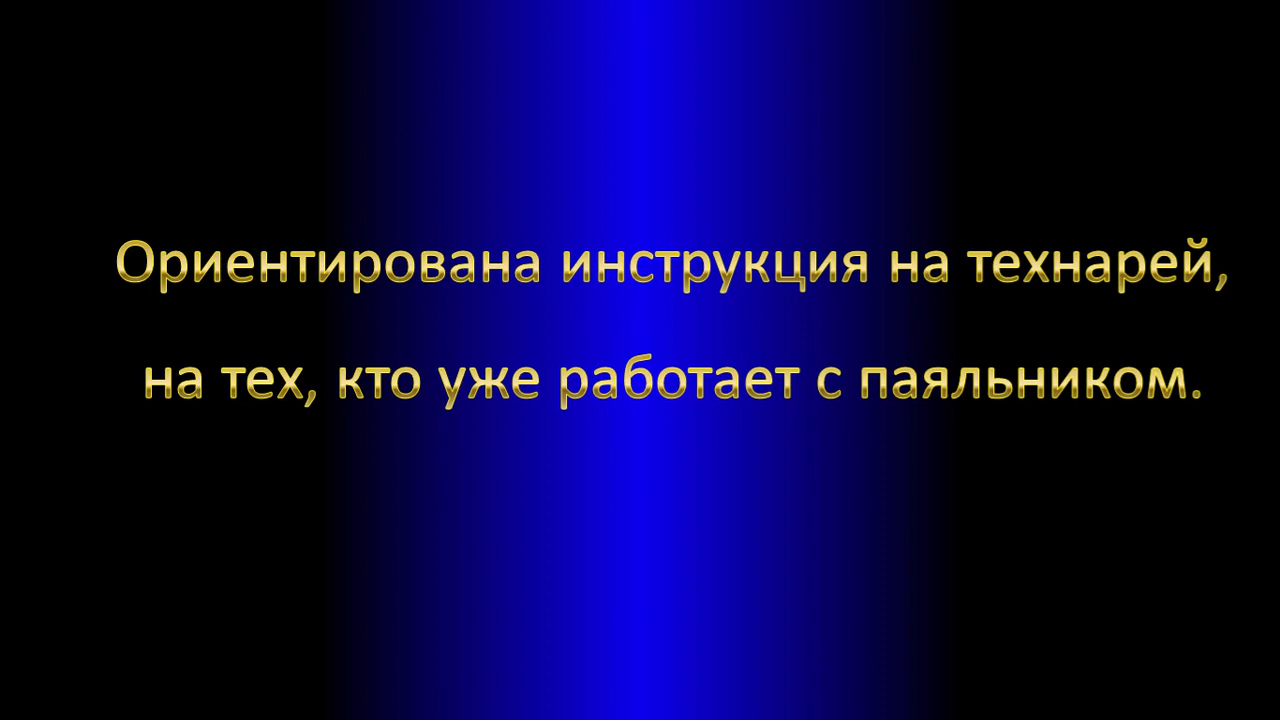 Ориентирована инструкция на технарей,
на тех, кто уже работает с паяльником.